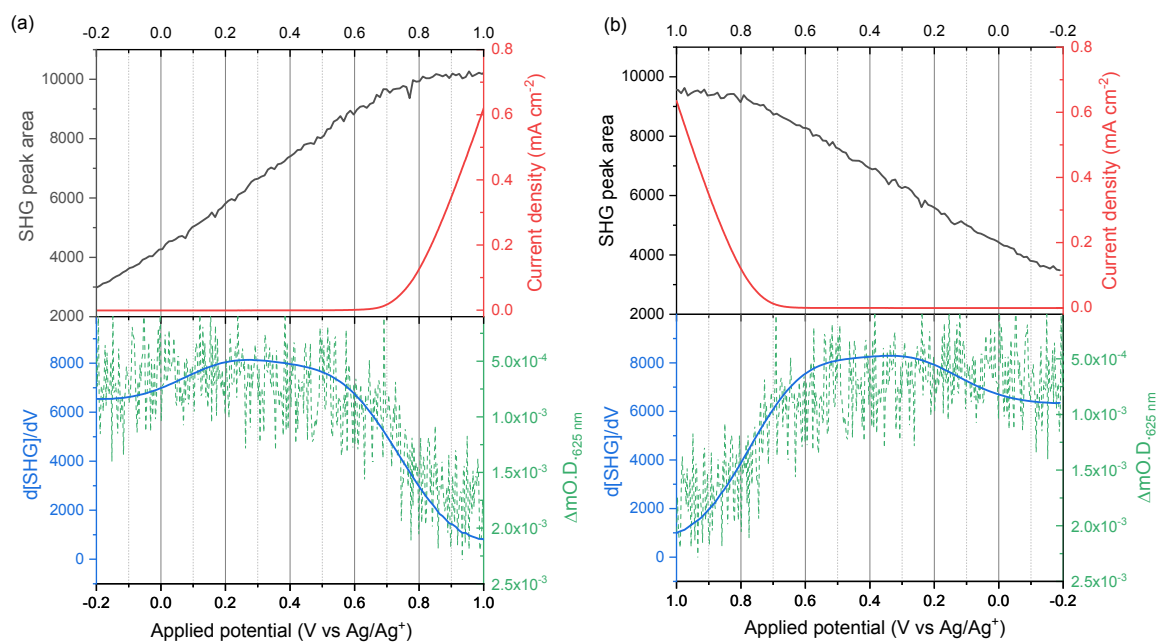 (a)
-0.2 0.0 0.2 0.4 0.6 0.8 1.0
SHG peak area
10000
8000
6000
4000
2000
0.8
0.6
0.4
0.2
0.0
Current density (mA cm⁻²)
d[SHG]/dV
8000
6000
4000
2000
0
5.0x10⁻⁴
1.0x10⁻³
1.5x10⁻³
2.0x10⁻³
2.5x10⁻³
ΔmO.D.₆₂₅ ₙₘ
-0.2 0.0 0.2 0.4 0.6 0.8 1.0
Applied potential (V vs Ag/Ag⁺)
(b)
1.0 0.8 0.6 0.4 0.2 0.0 -0.2
SHG peak area
10000
8000
6000
4000
2000
0.8
0.6
0.4
0.2
0.0
Current density (mA cm⁻²)
d[SHG]/dV
8000
6000
4000
2000
0
5.0x10⁻⁴
1.0x10⁻³
1.5x10⁻³
2.0x10⁻³
2.5x10⁻³
ΔmO.D.₆₂₅ ₙₘ
1.0 0.8 0.6 0.4 0.2 0.0 -0.2
Applied potential (V vs Ag/Ag⁺)